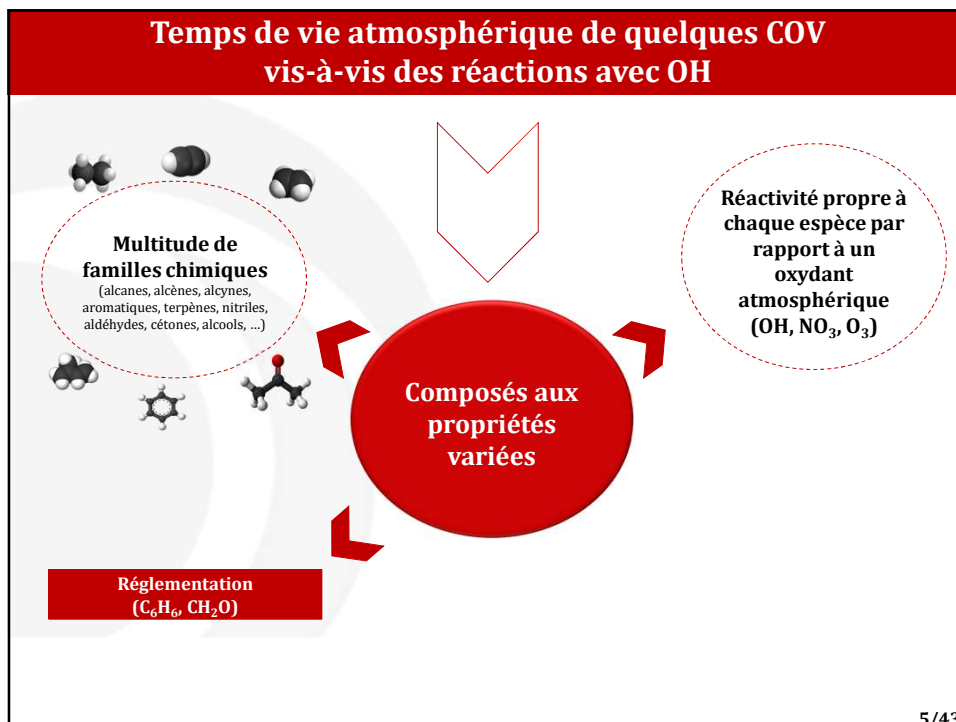 Temps de vie atmosphérique de quelques COV
vis-à-vis des réactions avec OH
Multitude de
familles chimiques
(alcanes, alcènes, alcynes,
aromatiques, terpènes, nitriles,
aldéhydes, cétones, alcools, …)
Réactivité propre à
chaque espèce par
rapport à un
oxydant
atmosphérique
(OH, NO₃, O₃)
Composés aux
propriétés
variées
Réglementation
(C₆H₆, CH₂O)
5/43